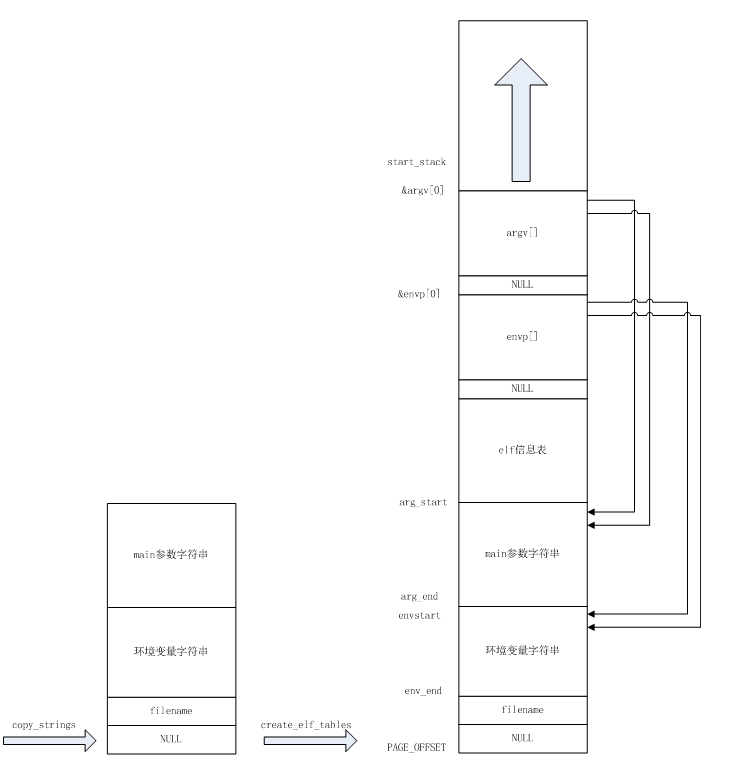 start_stack
&argv[0]
argv[]
NULL
&envp[0]
envp[]
NULL
elf信息表
arg_start
main参数字符串
main参数字符串
arg_end
envstart
环境变量字符串
环境变量字符串
env_end
filename
filename
copy_strings
create_elf_tables
NULL
NULL
PAGE_OFFSET